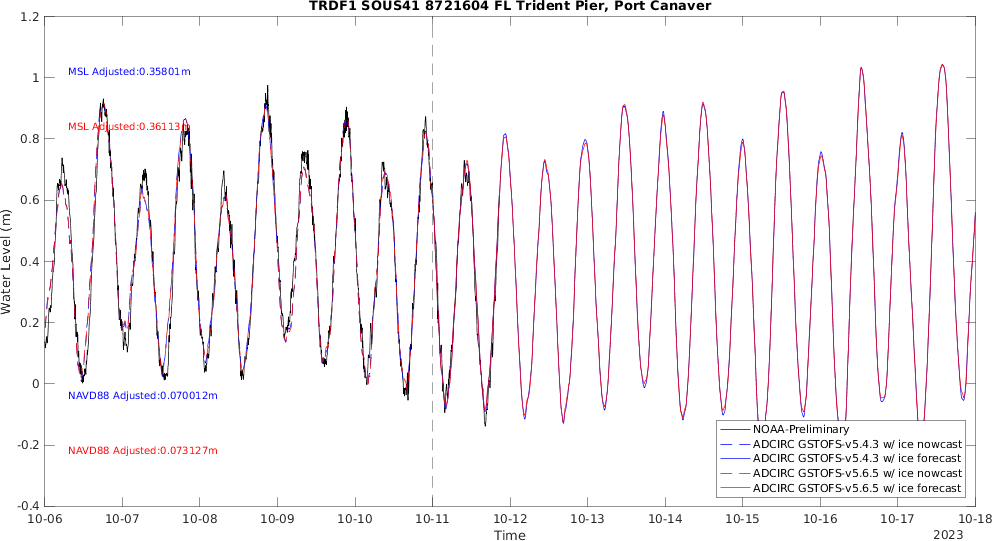 TRDF1 SOUS41 8721604 FL Trident Pier, Port Canaver
1.2
1
0.8
0.6
0.4
0.2
0
-0.2
-0.4
Water Level (m)
MSL Adjusted:0.35801m
MSL Adjusted:0.36113m
NAVD88 Adjusted:0.070012m
NAVD88 Adjusted:0.073127m
NOAA-Preliminary
ADCIRC GSTOFS-v5.4.3 w/ ice nowcast
ADCIRC GSTOFS-v5.4.3 w/ ice forecast
ADCIRC GSTOFS-v5.6.5 w/ ice nowcast
ADCIRC GSTOFS-v5.6.5 w/ ice forecast
10-06 10-07 10-08 10-09 10-10 10-11 10-12 10-13 10-14 10-15 10-16 10-17 10-18
Time
2023